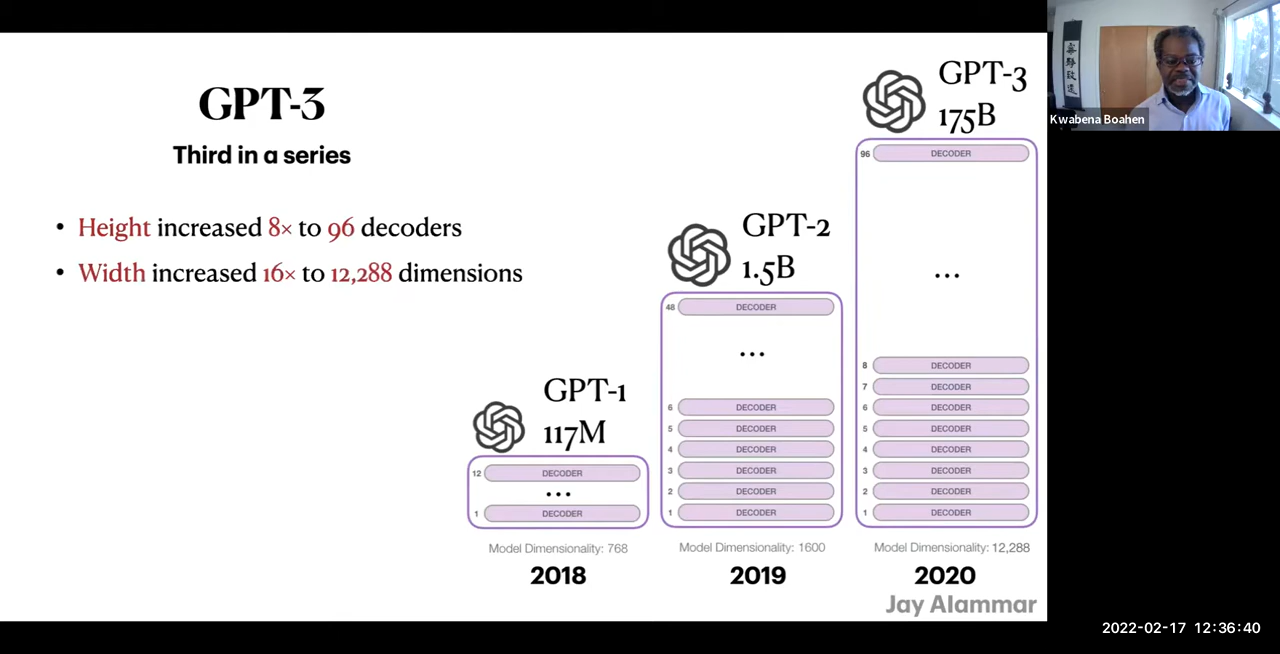 GPT-3
Third in a series
• Height increased 8× to 96 decoders
• Width increased 16× to 12,288 dimensions
GPT-1
117M
12 DECODER
...
1 DECODER
Model Dimensionality: 768
2018
GPT-2
1.5B
48 DECODER
...
6 DECODER
5 DECODER
4 DECODER
3 DECODER
2 DECODER
1 DECODER
Model Dimensionality: 1600
2019
GPT-3
175B
96 DECODER
...
8 DECODER
7 DECODER
6 DECODER
5 DECODER
4 DECODER
3 DECODER
2 DECODER
1 DECODER
Model Dimensionality: 12,288
2020
Jay Alammar
Kwabena Boahen
2022-02-17 12:36:40